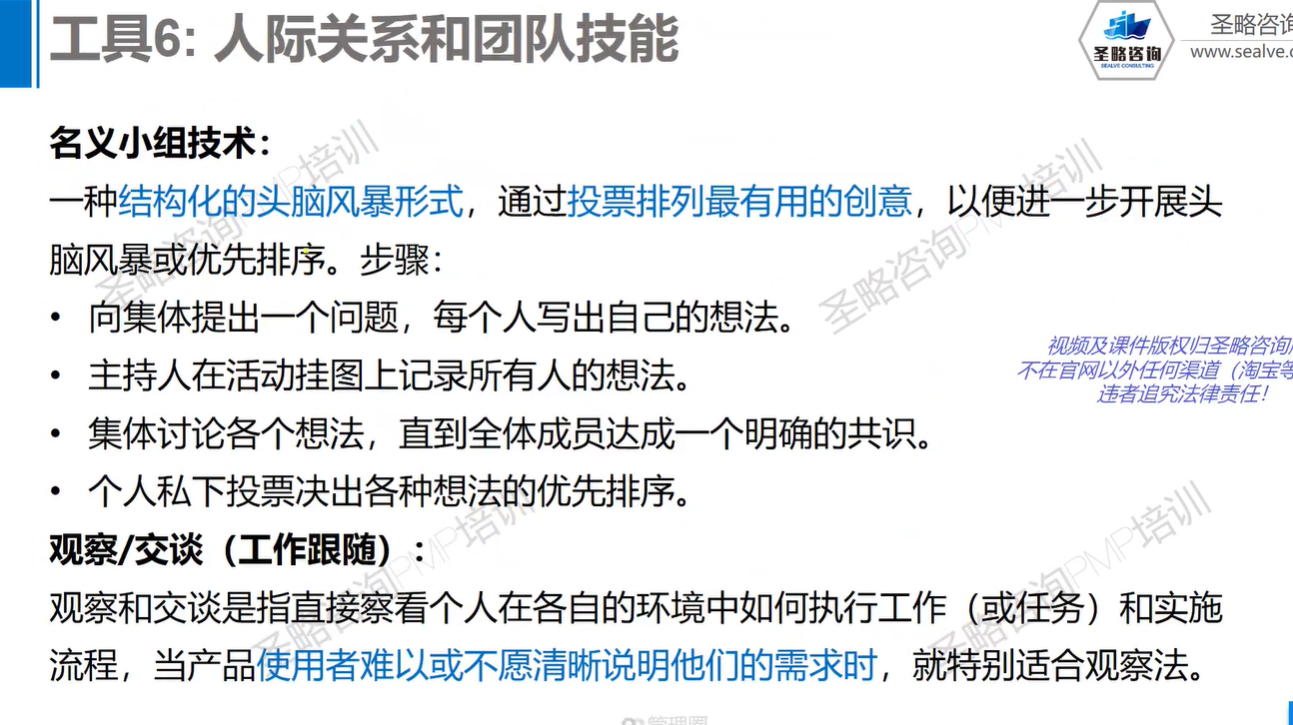 工具6: 人际关系和团队技能
圣略咨询
SEALVE CONSULTING
圣略咨询
www.sealve.c
名义小组技术：
一种结构化的头脑风暴形式，通过投票排列最有用的创意，以便进一步开展头
脑风暴或优先排序。步骤：
• 向集体提出一个问题，每个人写出自己的想法。
• 主持人在活动挂图上记录所有人的想法。
• 集体讨论各个想法，直到全体成员达成一个明确的共识。
• 个人私下投票决出各种想法的优先排序。
视频及课件版权归圣略咨询
不在官网以外任何渠道（淘宝等
违者追究法律责任！
观察/交谈（工作跟随）：
观察和交谈是指直接察看个人在各自的环境中如何执行工作（或任务）和实施
流程，当产品使用者难以或不愿清晰说明他们的需求时，就特别适合观察法。
圣略咨询PMP培训
圣略咨询PMP培训
圣略咨询PMP培训
圣略咨询PMP培训
管理圈